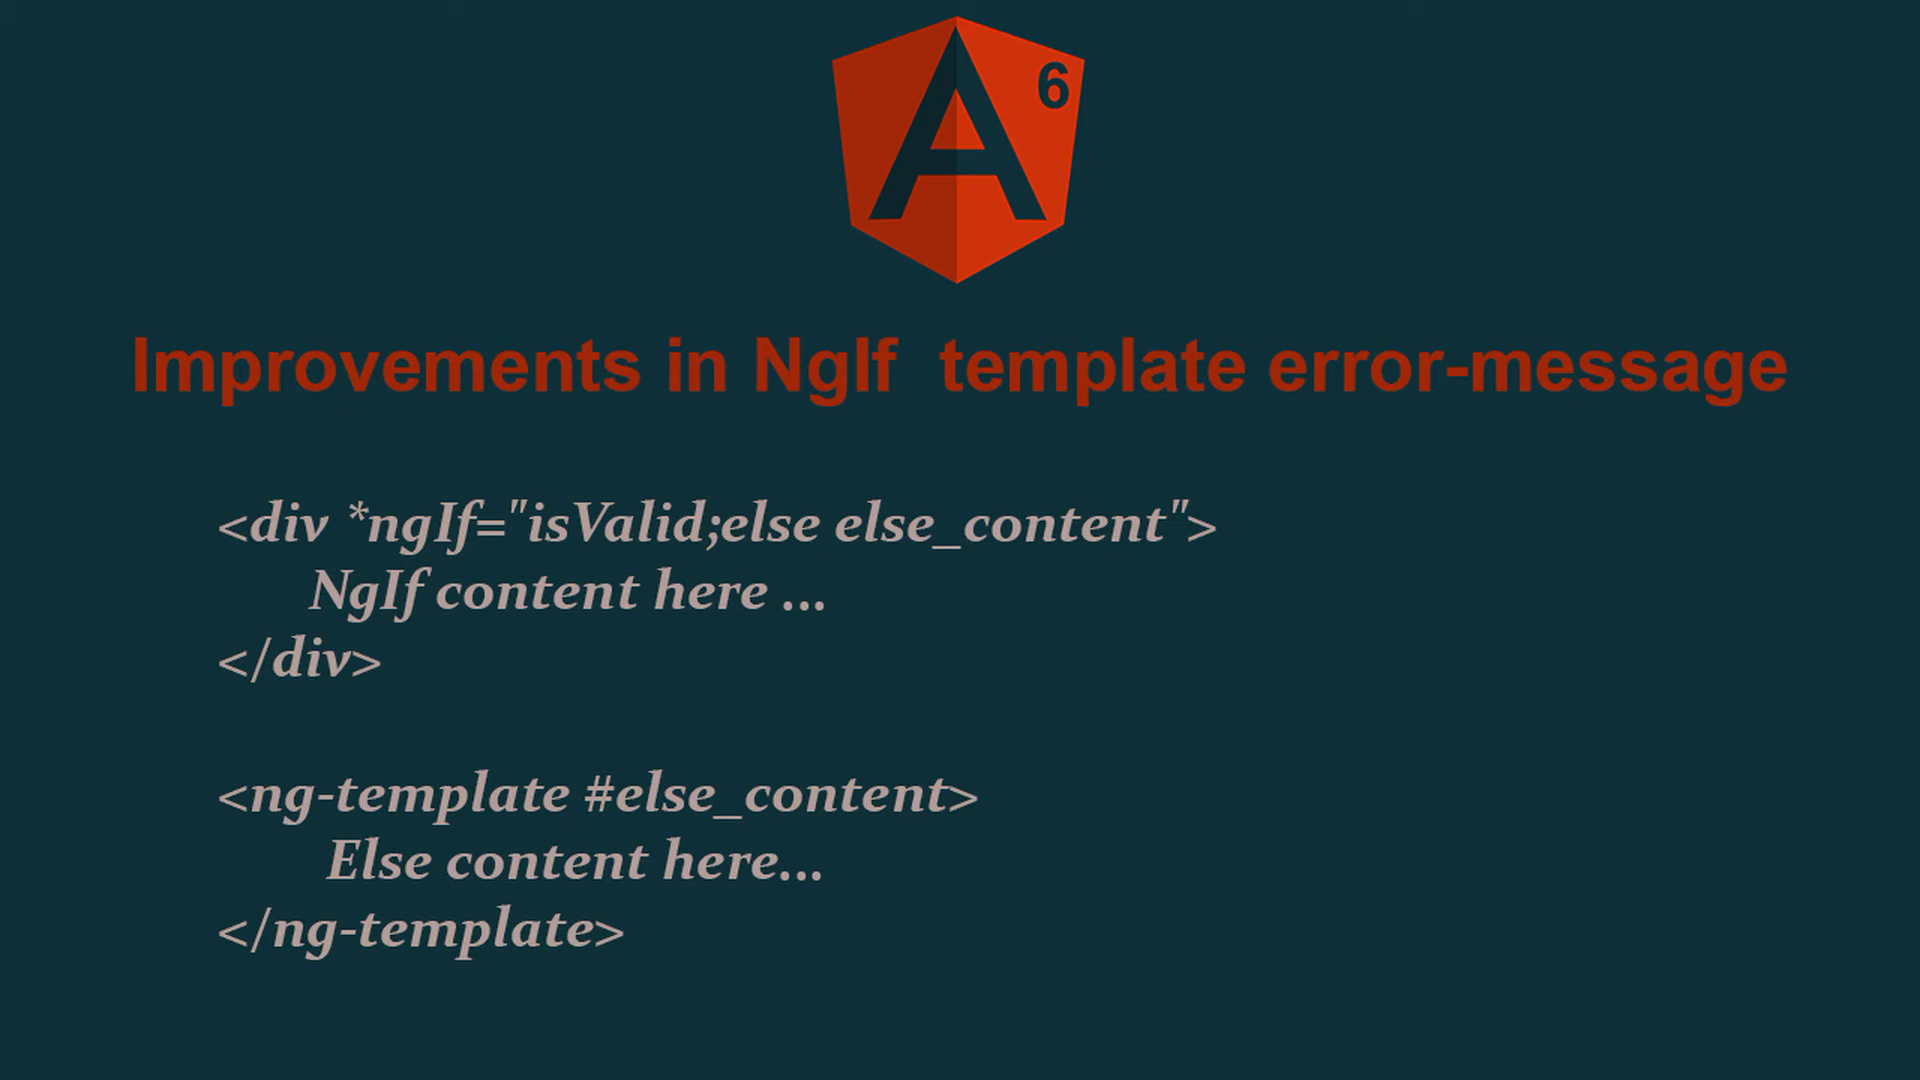 A 6
Improvements in NgIf template error-message
<div *ngIf="isValid;else else_content">
NgIf content here ...
</div>
<ng-template #else_content>
Else content here...
</ng-template>